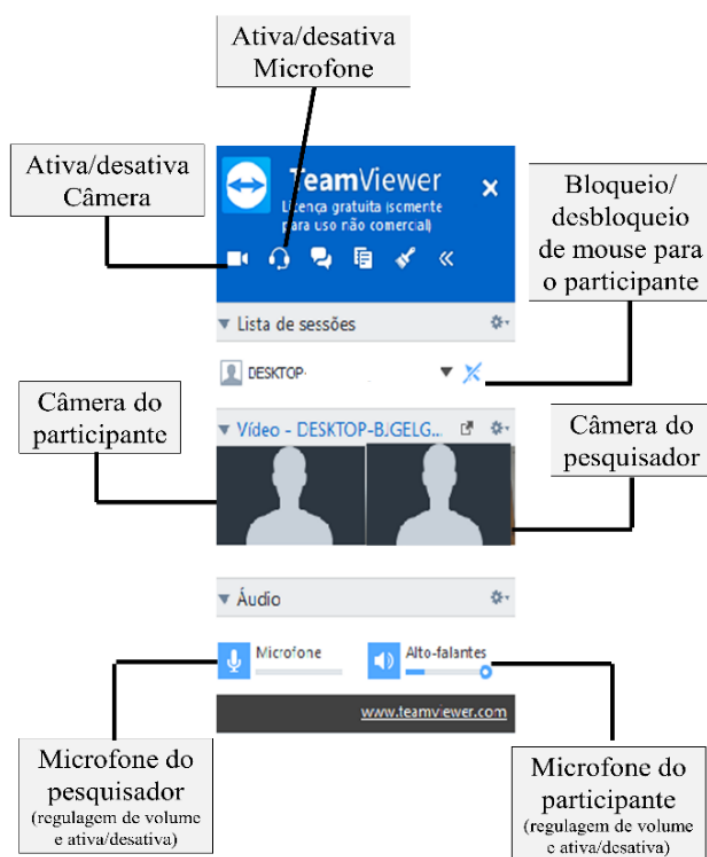 Ativa/desativa
Microfone
Ativa/desativa
Câmera
TeamViewer
Licença gratuita (somente
para uso não comercial)
Bloqueio/
desbloqueio
de mouse para
o participante
Lista de sessões
DESKTOP-
Câmera do
participante
Vídeo - DESKTOP-BJGELG...
Câmera do
pesquisador
Áudio
Microfone
Alto-falantes
www.teamviewer.com
Microfone do
pesquisador
(regulagem de volume
e ativa/desativa)
Microfone do
participante
(regulagem de volume
e ativa/desativa)